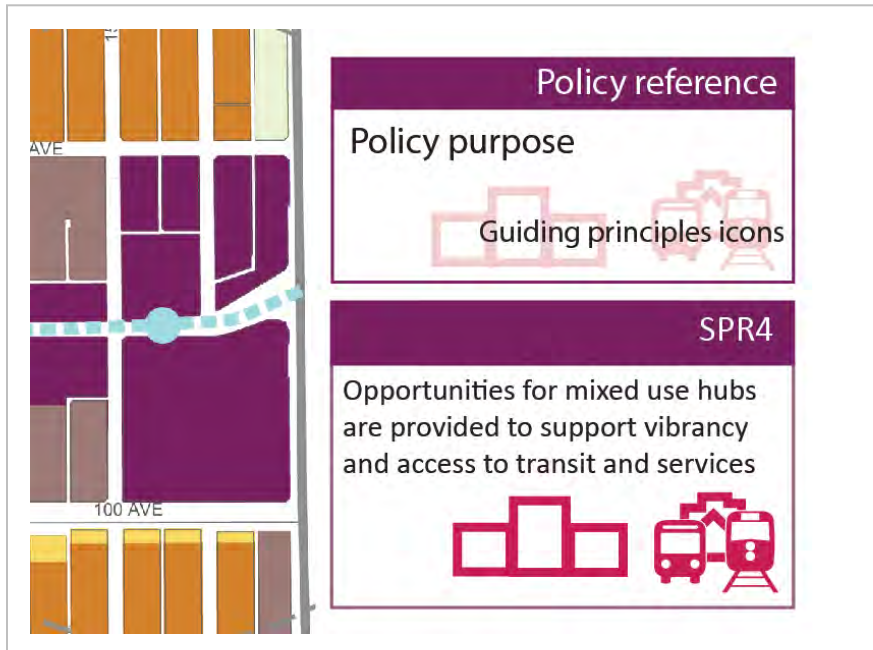 AVE
100 AVE
Policy reference
Policy purpose
Guiding principles icons
SPR4
Opportunities for mixed use hubs
are provided to support vibrancy
and access to transit and services